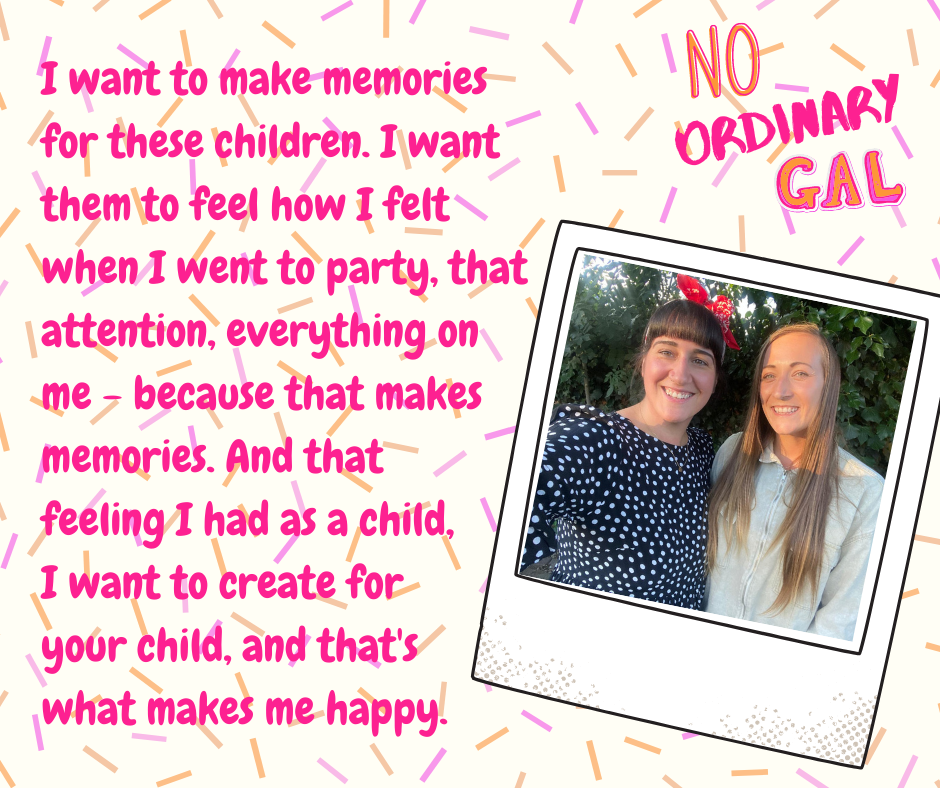 I want to make memories
for these children. I want
them to feel how I felt
when I went to party, that
attention, everything on
me - because that makes
memories. And that
feeling I had as a child,
I want to create for
your child, and that's
what makes me happy.
NO
ORDINARY
GAL